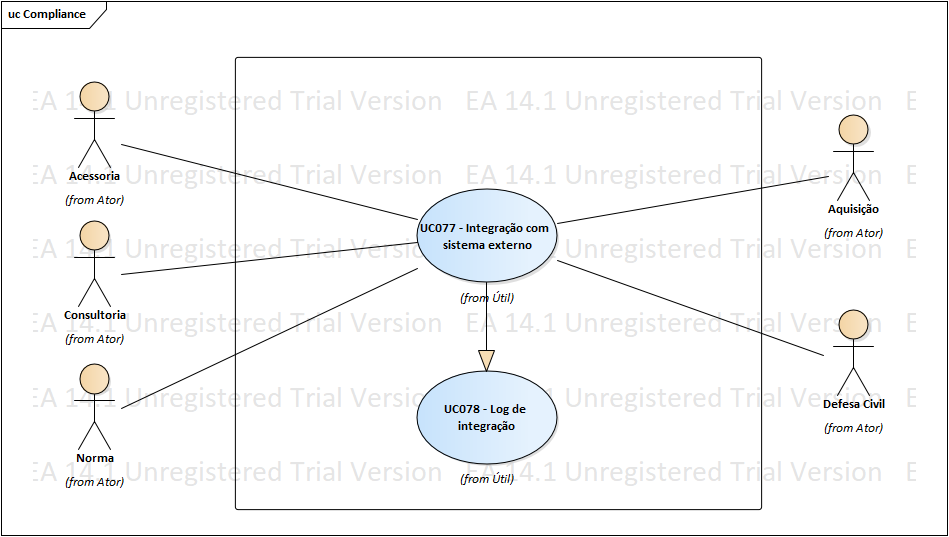 uc Compliance
EA 14.1 Unregistered Trial Version EA 14.1 Unregistered Trial Version E
Acessoria
(from Ator)
EA 14.1 Unregistered Trial Version EA 14.1 Unregistered Trial Version E
Aquisição
(from Ator)
UC077 - Integração com
sistema externo
(from Útil)
EA 14.1 Unregistered Trial Version EA 14.1 Unregistered Trial Version E
Consultoria
(from Ator)
EA 14.1 Unregistered Trial Version EA 14.1 Unregistered Trial Version E
EA 14.1 Unregistered Trial Version EA 14.1 Unregistered Trial Version E
Defesa Civil
(from Ator)
UC078 - Log de
integração
(from Útil)
Norma
(from Ator)
EA 14.1 Unregistered Trial Version EA 14.1 Unregistered Trial Version E